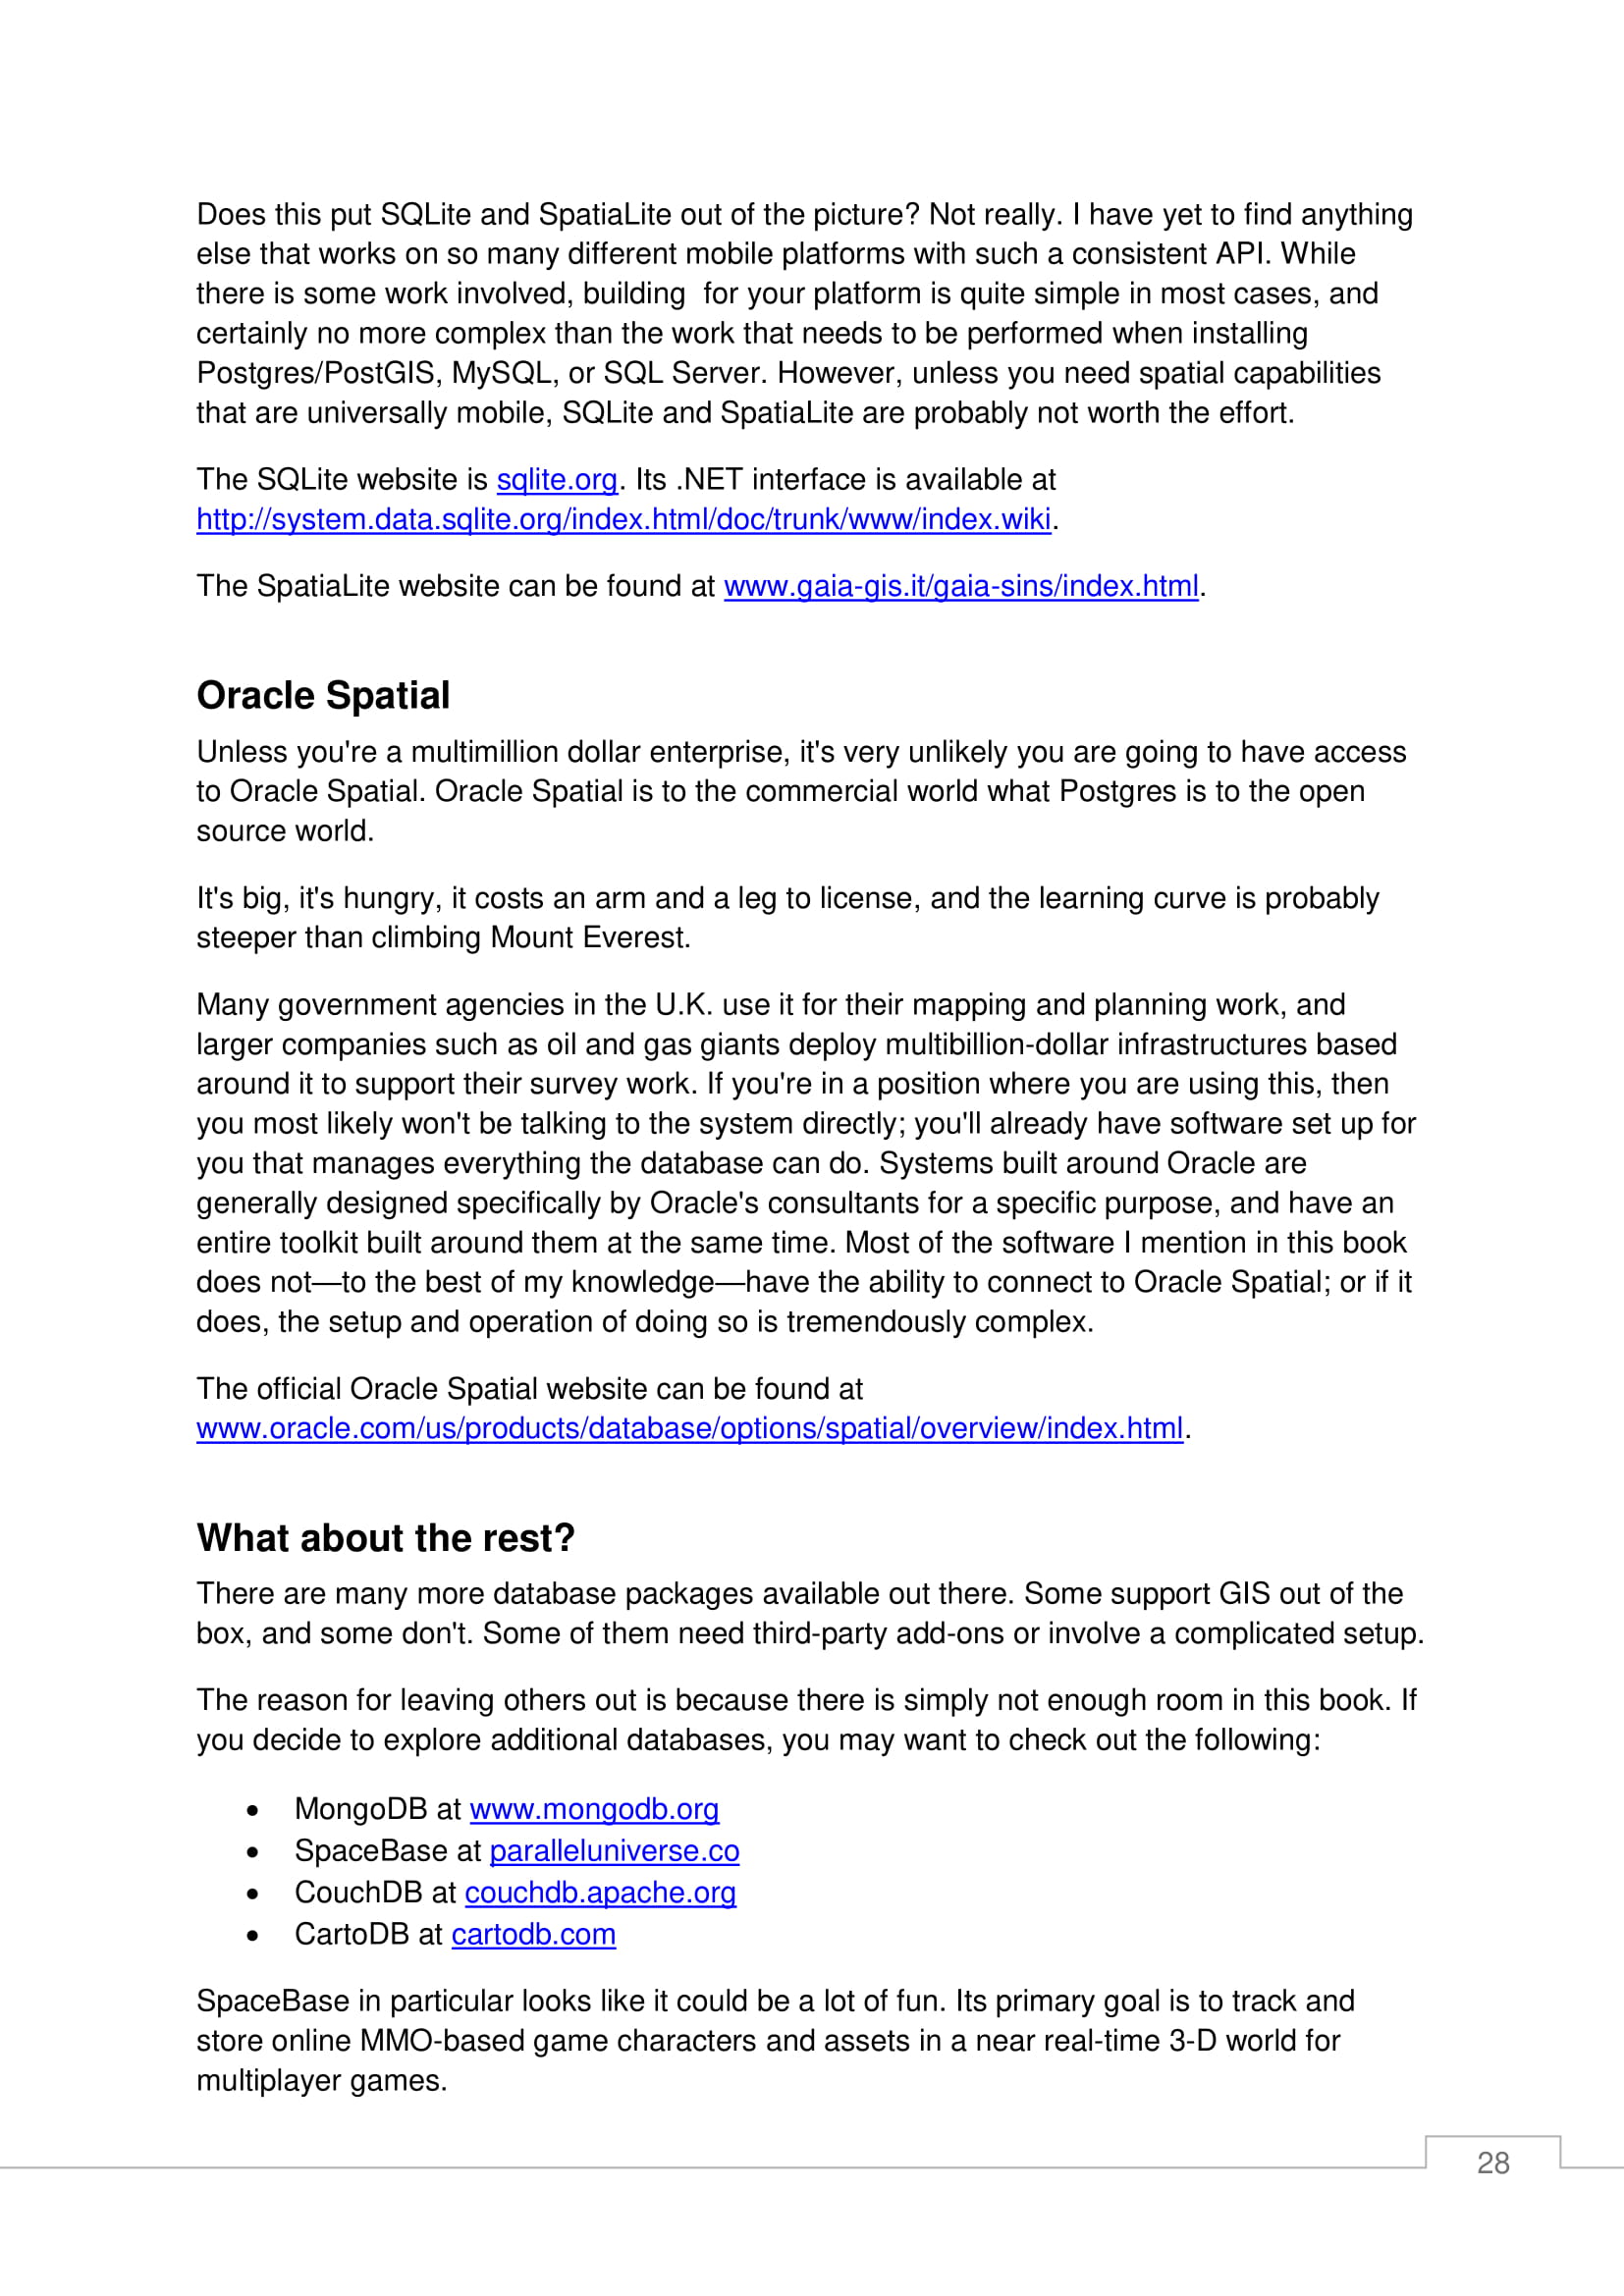 Does this put SQLite and SpatiaLite out of the picture? Not really. I have yet to find anything
else that works on so many different mobile platforms with such a consistent API. While
there is some work involved, building  for your platform is quite simple in most cases, and
certainly no more complex than the work that needs to be performed when installing
Postgres/PostGIS, MySQL, or SQL Server. However, unless you need spatial capabilities
that are universally mobile, SQLite and SpatiaLite are probably not worth the effort.
The SQLite website is sqlite.org. Its .NET interface is available at
http://system.data.sqlite.org/index.html/doc/trunk/www/index.wiki.
The SpatiaLite website can be found at www.gaia-gis.it/gaia-sins/index.html.
Oracle Spatial
Unless you're a multimillion dollar enterprise, it's very unlikely you are going to have access
to Oracle Spatial. Oracle Spatial is to the commercial world what Postgres is to the open
source world.
It's big, it's hungry, it costs an arm and a leg to license, and the learning curve is probably
steeper than climbing Mount Everest.
Many government agencies in the U.K. use it for their mapping and planning work, and
larger companies such as oil and gas giants deploy multibillion-dollar infrastructures based
around it to support their survey work. If you're in a position where you are using this, then
you most likely won't be talking to the system directly; you'll already have software set up for
you that manages everything the database can do. Systems built around Oracle are
generally designed specifically by Oracle's consultants for a specific purpose, and have an
entire toolkit built around them at the same time. Most of the software I mention in this book
does not—to the best of my knowledge—have the ability to connect to Oracle Spatial; or if it
does, the setup and operation of doing so is tremendously complex.
The official Oracle Spatial website can be found at
www.oracle.com/us/products/database/options/spatial/overview/index.html.
What about the rest?
There are many more database packages available out there. Some support GIS out of the
box, and some don't. Some of them need third-party add-ons or involve a complicated setup.
The reason for leaving others out is because there is simply not enough room in this book. If
you decide to explore additional databases, you may want to check out the following:
• MongoDB at www.mongodb.org
• SpaceBase at paralleluniverse.co
• CouchDB at couchdb.apache.org
• CartoDB at cartodb.com
SpaceBase in particular looks like it could be a lot of fun. Its primary goal is to track and
store online MMO-based game characters and assets in a near real-time 3-D world for
multiplayer games.
28